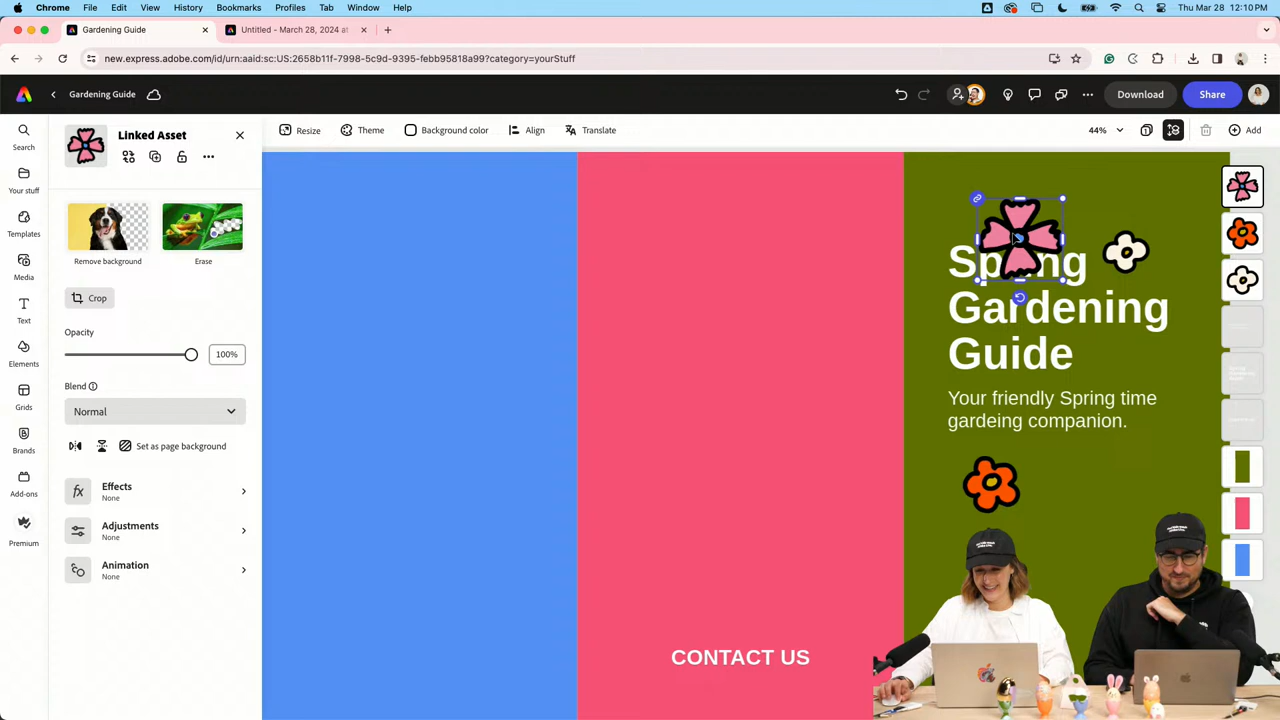 Chrome File Edit View History Bookmarks Profiles Tab Window Help
Thu Mar 28 12:10 PM
Gardening Guide
Untitled - March 28, 2024 at
new.express.adobe.com/id/urn:aaid:sc:US:2658b11f-7998-5c9d-9395-febb95818a99?category=yourStuff
Gardening Guide
Download
Share
Search
Your stuff
Templates
Media
Text
Elements
Grids
Brands
Add-ons
Premium
Linked Asset
Remove background
Erase
Crop
Opacity
100%
Blend
Normal
Set as page background
Effects
None
Adjustments
None
Animation
None
Resize
Theme
Background color
Align
Translate
44%
1
Add
Spring
Gardening
Guide
Your friendly Spring time
gardeing companion.
CONTACT US